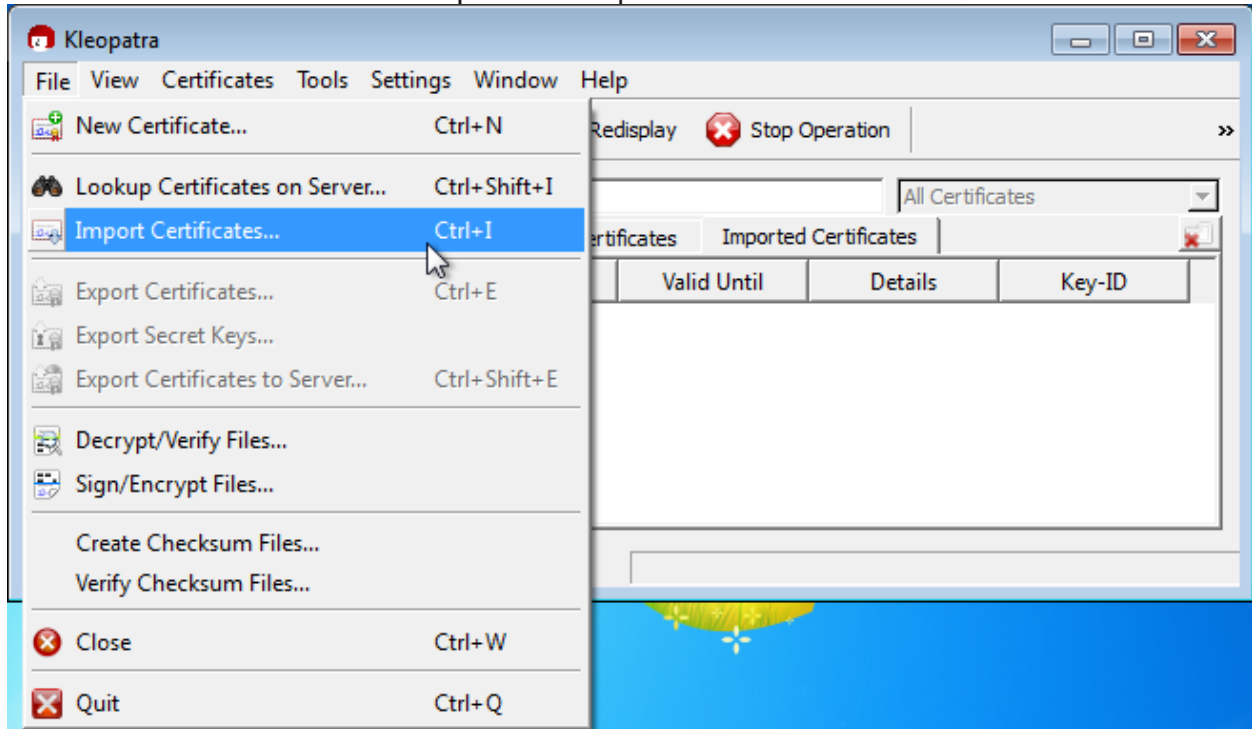 Kleopatra
File View Certificates Tools Settings Window Help
New Certificate... Ctrl+N
Redisplay Stop Operation »
Lookup Certificates on Server... Ctrl+Shift+I
All Certificates
Import Certificates... Ctrl+I
Imported Certificates
Valid Until Details Key-ID
Export Certificates... Ctrl+E
Export Secret Keys...
Export Certificates to Server... Ctrl+Shift+E
Decrypt/Verify Files...
Sign/Encrypt Files...
Create Checksum Files...
Verify Checksum Files...
Close Ctrl+W
Quit Ctrl+Q